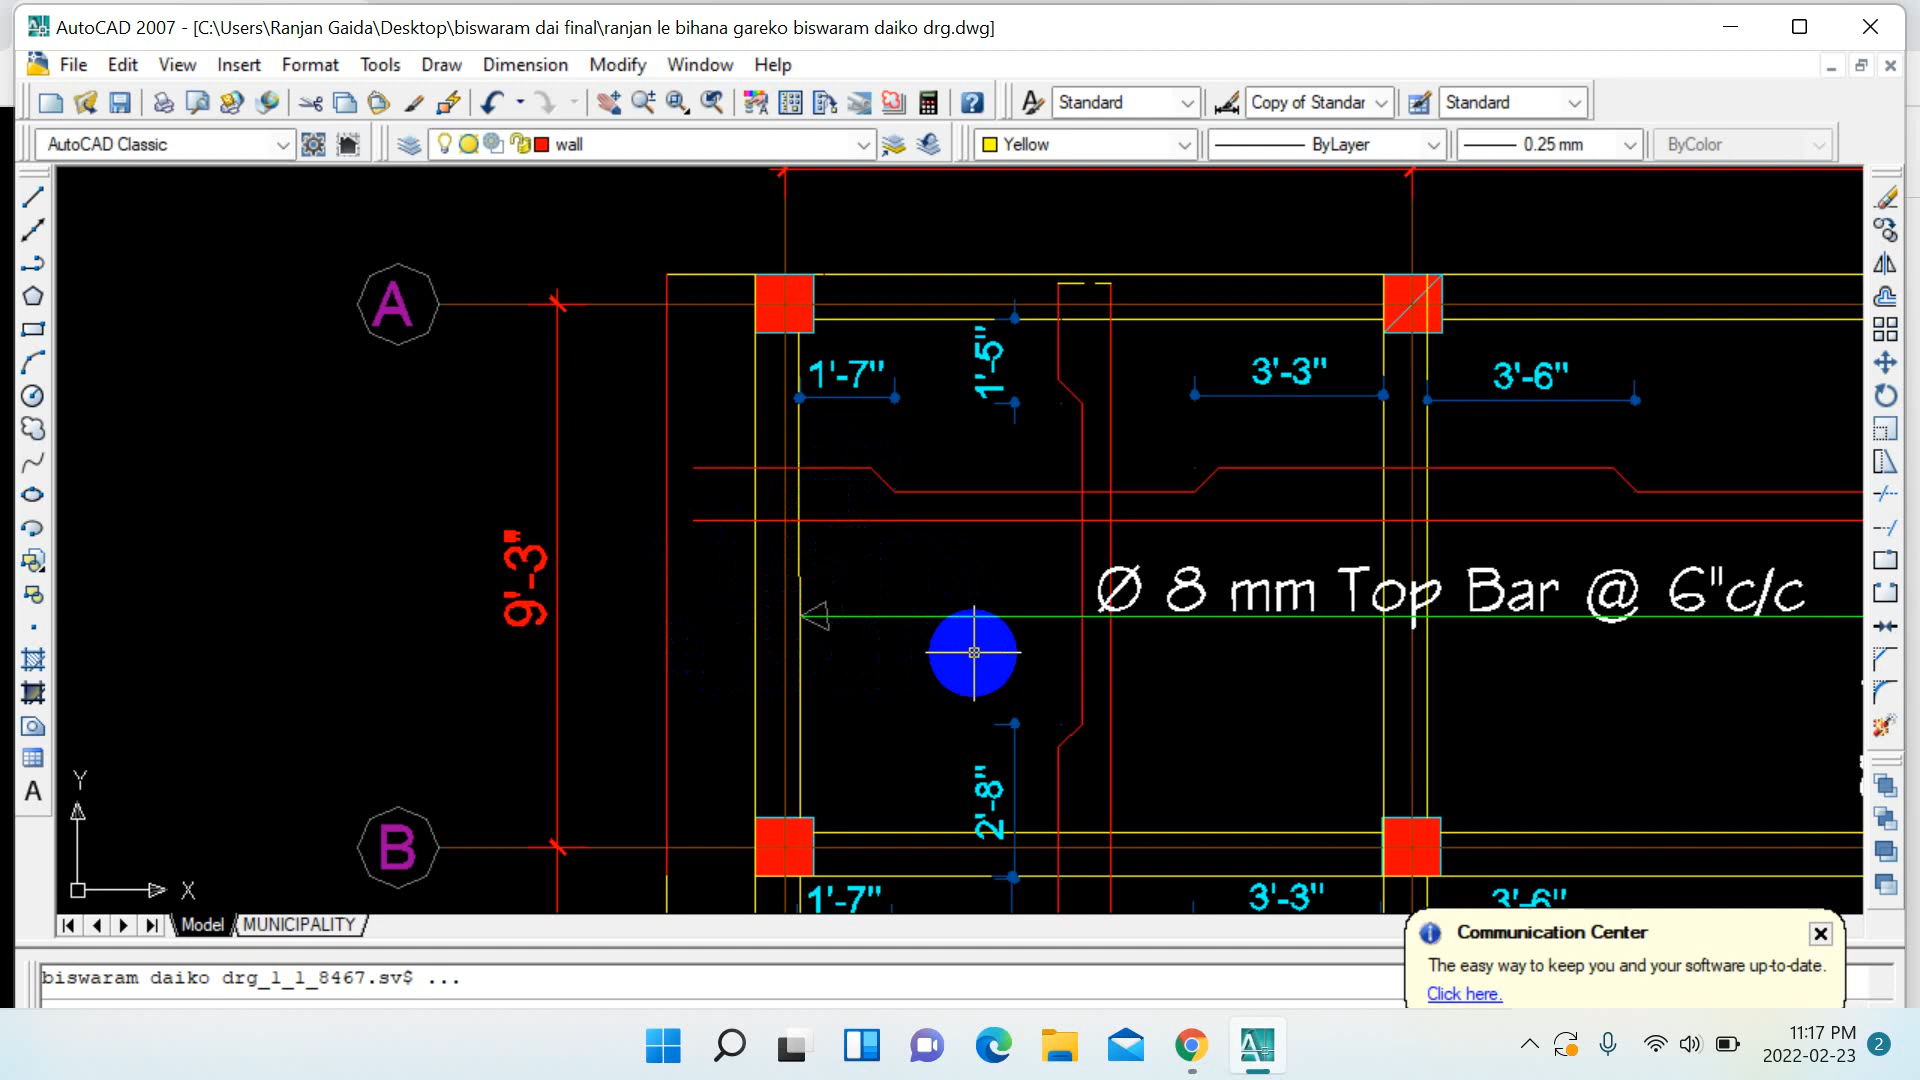 AutoCAD 2007 - [C:\Users\Ranjan Gaida\Desktop\biswaram dai final\ranjan le bihana gareko biswaram daiko drg.dwg]
File Edit View Insert Format Tools Draw Dimension Modify Window Help
Standard Copy of Standar Standard
AutoCAD Classic wall Yellow ByLayer 0.25 mm ByColor
A
1'-7"
1'-5"
3'-3"
3'-6"
9'-3"
Ø 8 mm Top Bar @ 6"c/c
2'-8"
Y
B
X
1'-7"
3'-3"
3'-6"
Model MUNICIPALITY
Communication Center
The easy way to keep you and your software up-to-date.
Click here.
biswaram daiko drg_1_1_8467.sv$ ...
11:17 PM
2022-02-23
2